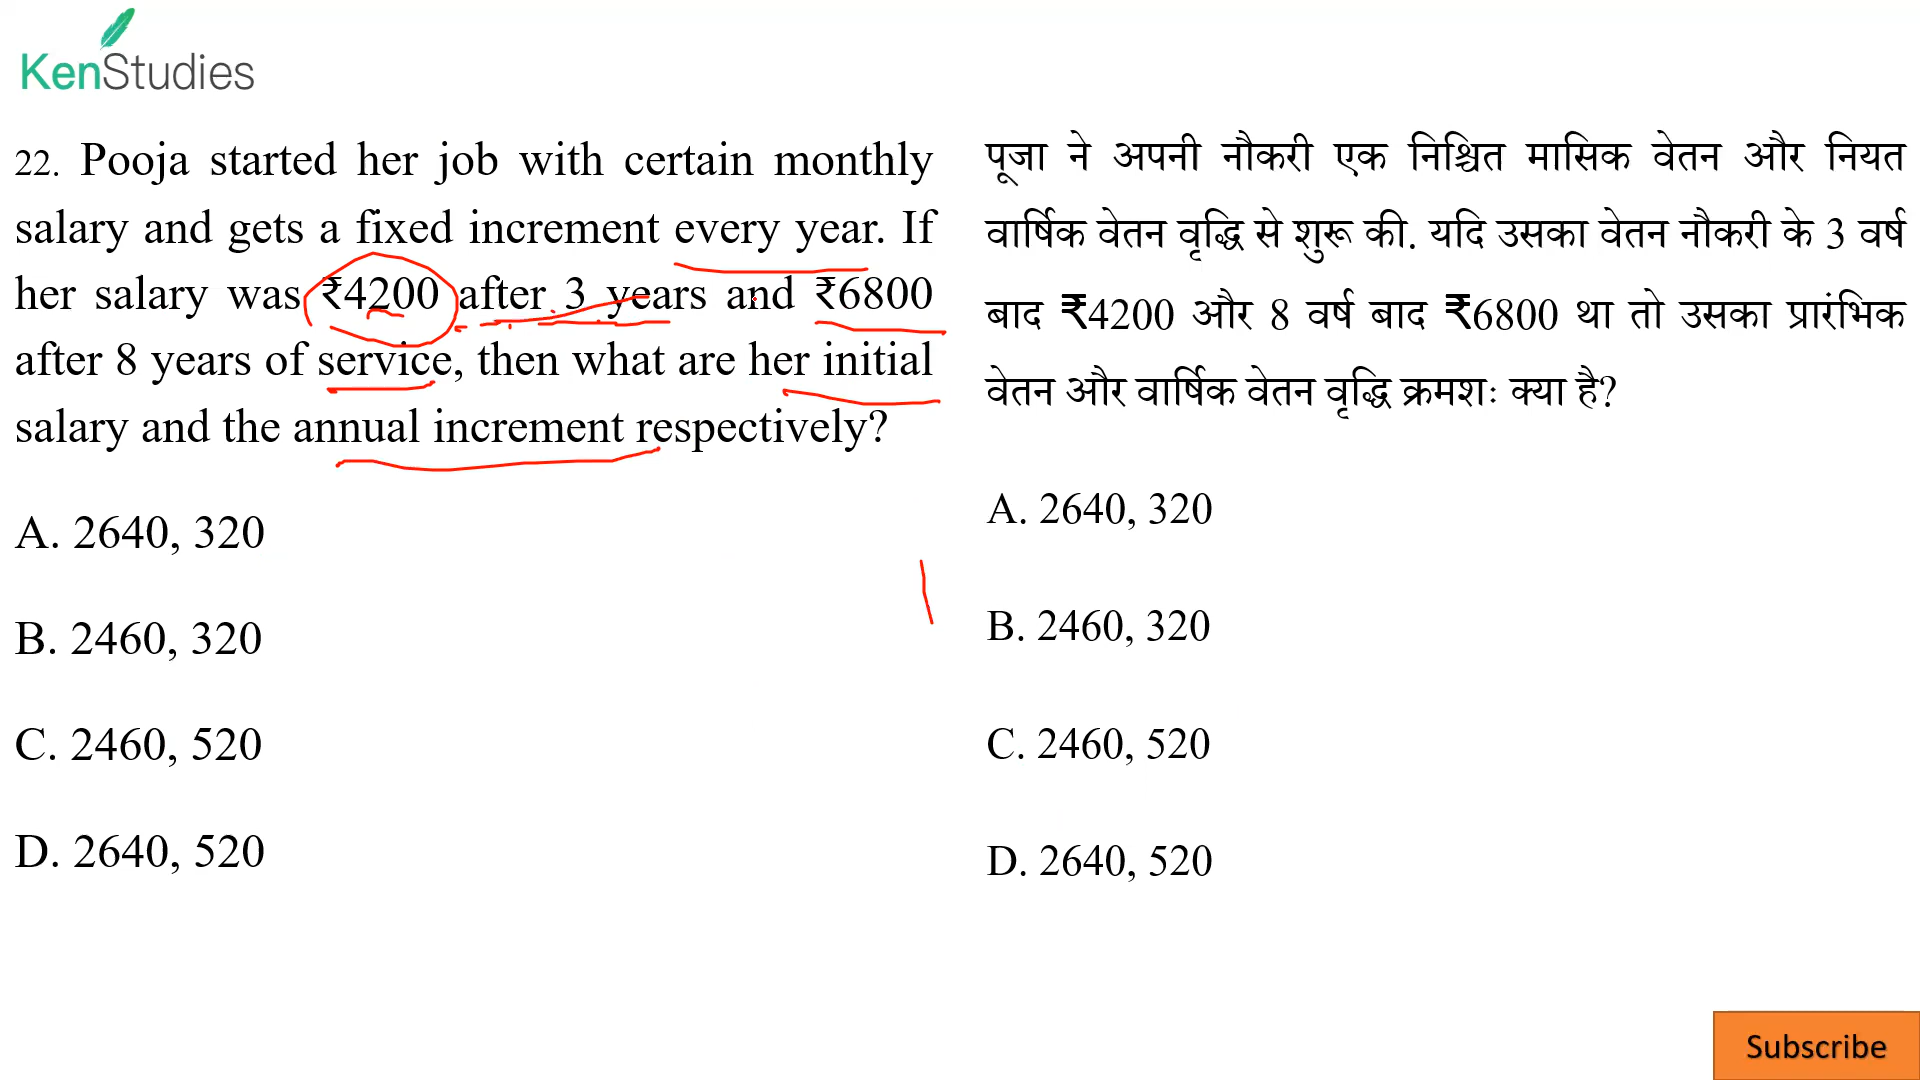 KenStudies
22. Pooja started her job with certain monthly
salary and gets a fixed increment every year. If
her salary was ₹4200 after 3 years and ₹6800
after 8 years of service, then what are her initial
salary and the annual increment respectively?
A. 2640, 320
B. 2460, 320
C. 2460, 520
D. 2640, 520
पूजा ने अपनी नौकरी एक निश्चित मासिक वेतन और नियत
वार्षिक वेतन वृद्धि से शुरू की. यदि उसका वेतन नौकरी के 3 वर्ष
बाद ₹4200 और 8 वर्ष बाद ₹6800 था तो उसका प्रारंभिक
वेतन और वार्षिक वेतन वृद्धि क्रमशः क्या है?
A. 2640, 320
B. 2460, 320
C. 2460, 520
D. 2640, 520
Subscribe